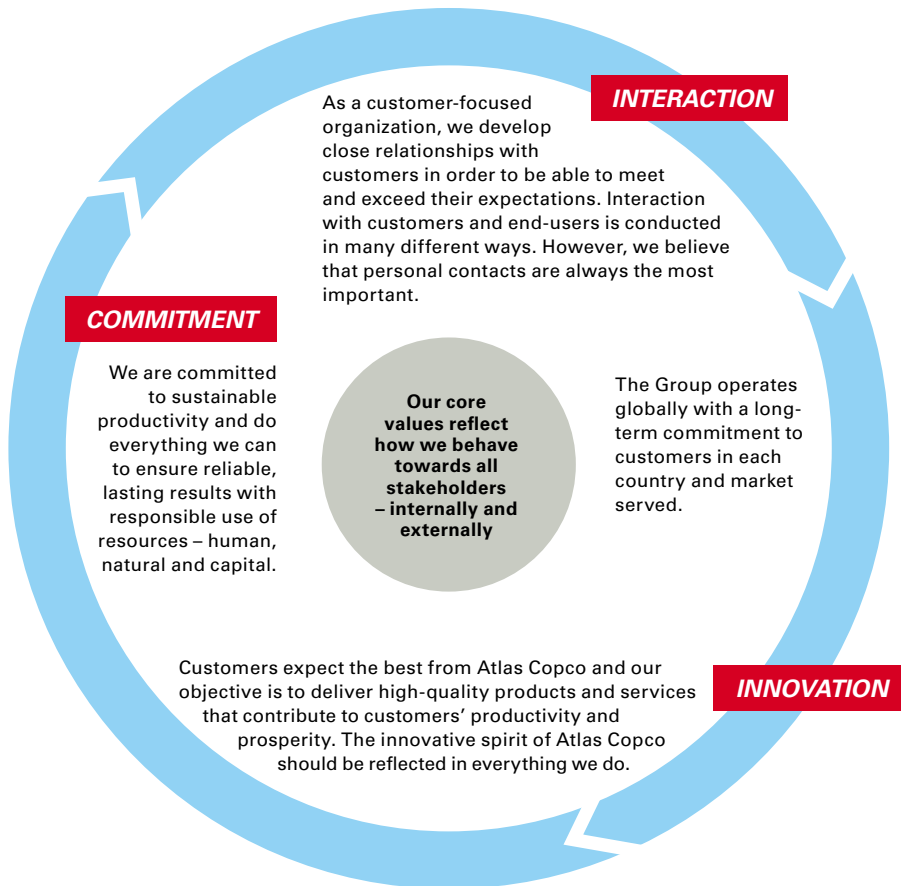 INTERACTION
As a customer-focused
organization, we develop
close relationships with
customers in order to be able to meet
and exceed their expectations. Interaction
with customers and end-users is conducted
in many different ways. However, we believe
that personal contacts are always the most
important.
COMMITMENT
We are committed
to sustainable
productivity and do
everything we can
to ensure reliable,
lasting results with
responsible use of
resources – human,
natural and capital.
Our core
values reflect
how we behave
towards all
stakeholders
– internally and
externally
The Group operates
globally with a long-
term commitment to
customers in each
country and market
served.
INNOVATION
Customers expect the best from Atlas Copco and our
objective is to deliver high-quality products and services
that contribute to customers’ productivity and
prosperity. The innovative spirit of Atlas Copco
should be reflected in everything we do.